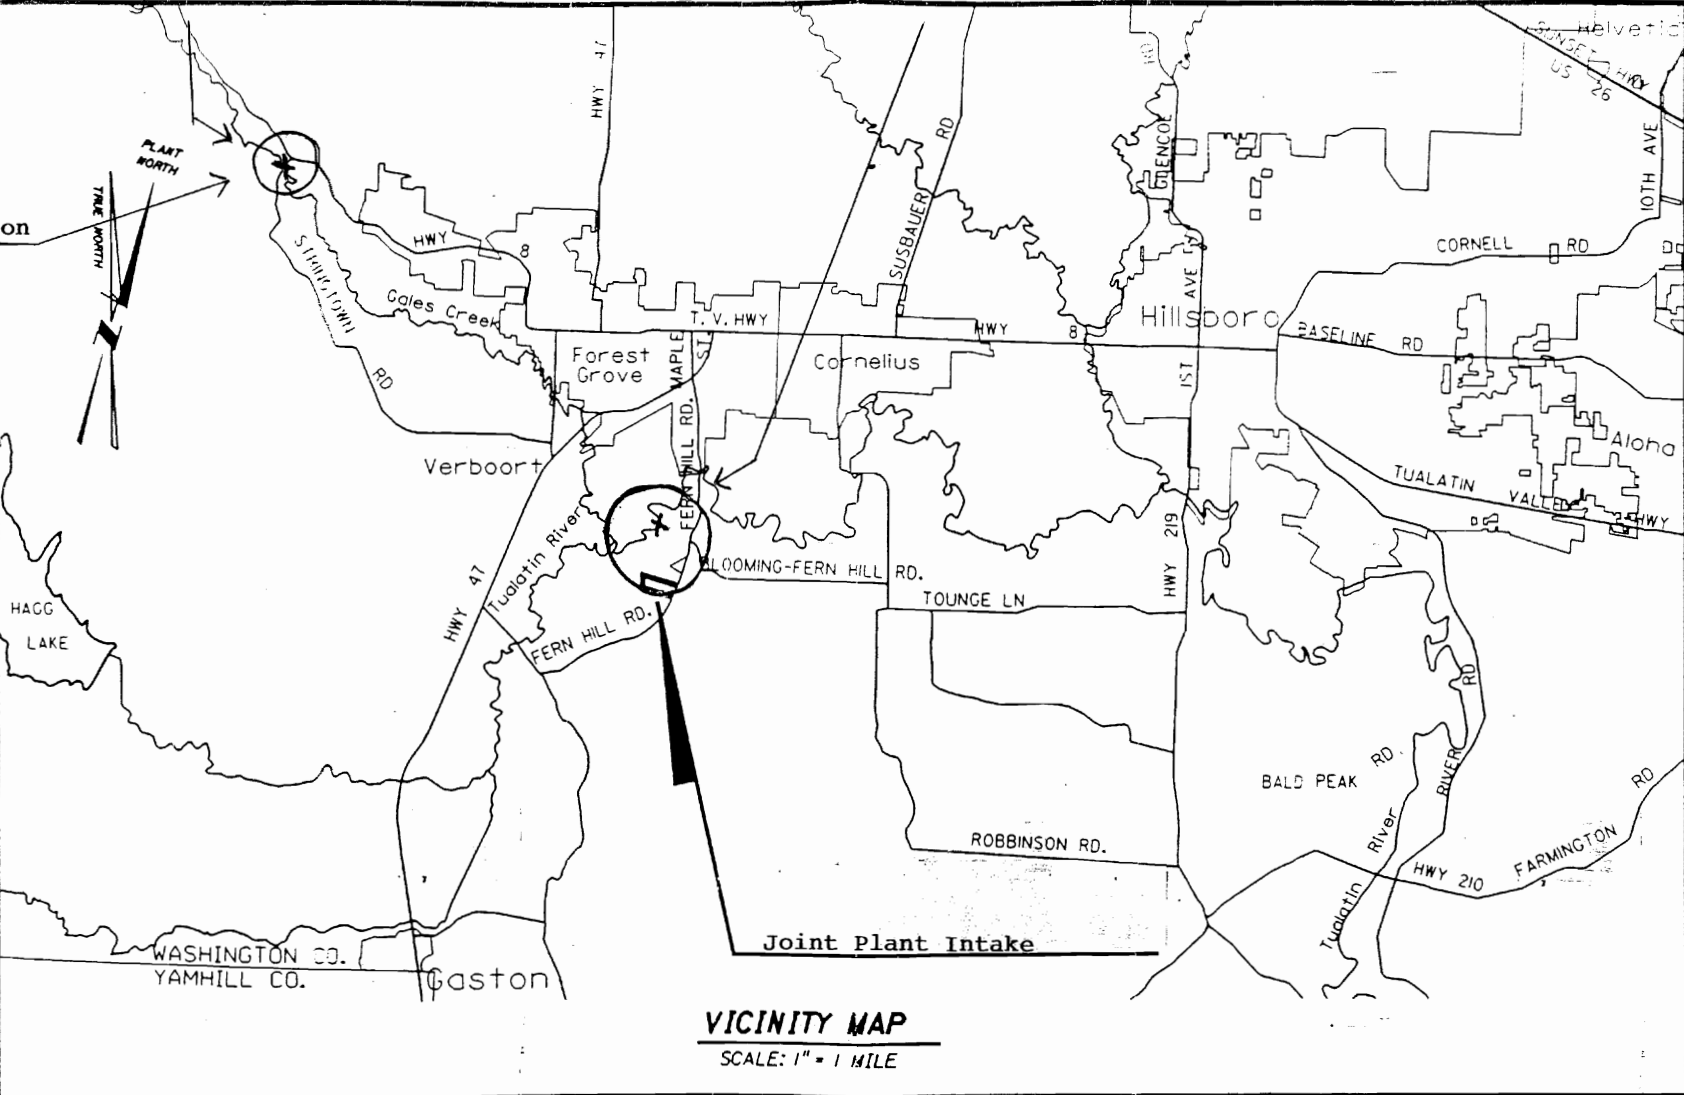 Helvetic
SUNSET HWY
US 26
HWY 47
RD
RD
GLENCOE
10TH AVE
PLANT
NORTH
TRUE NORTH
on
HWY
8
SUSBAUER
CORNELL RD
STRINGTOWN
RD
Gales Creek
T. V. HWY
HWY 8
Hillsboro
AVE
1ST
BASELINE RD
Forest
Grove
MAPLE
ST.
Cornelius
FERN HILL RD.
Verboort
Aloha
TUALATIN VALLEY HWY
HWY 219
Tualatin River
HWY 47
LOOMING-FERN HILL RD.
TOUNGE LN
HAGG
LAKE
FERN HILL RD.
RD
RIVER
BALD PEAK RD
RD
ROBBINSON RD.
Tualatin River
HWY 210
FARMINGTON
WASHINGTON CO.
YAMHILL CO.
Gaston
Joint Plant Intake
VICINITY MAP
SCALE: 1" = 1 MILE